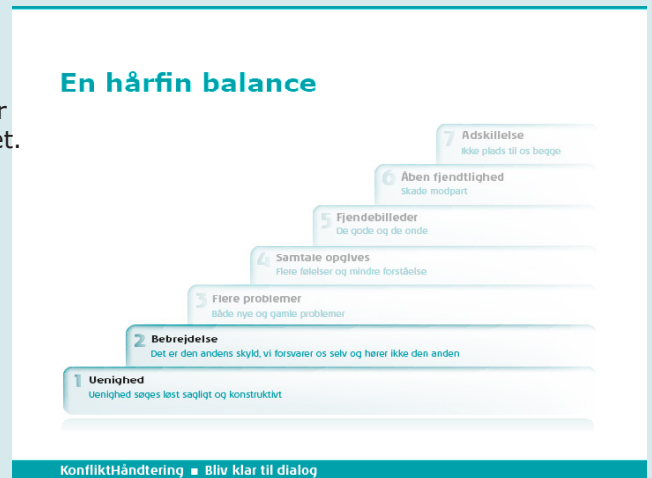 En hårfin balance
r
et.
7 Adskillelse
Ikke plads til os begge
6 Åben fjendtlighed
Skade modpart
5 Fjendebilleder
De gode og de onde
4 Samtale opgives
Flere følelser og mindre forståelse
3 Flere problemer
Både nye og gamle problemer
2 Bebrejdelse
Det er den andens skyld, vi forsvarer os selv og hører ikke den anden
1 Uenighed
Uenighed søges løst sagligt og konstruktivt
KonfliktHåndtering ■ Bliv klar til dialog